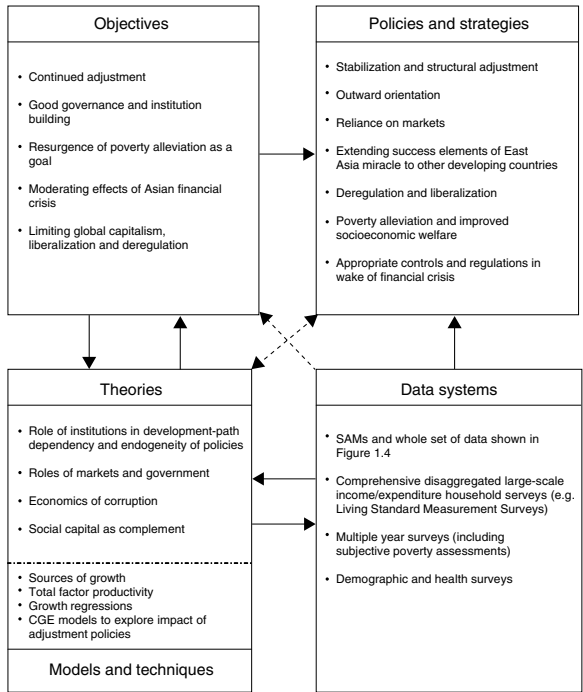 Objectives
• Continued adjustment
• Good governance and institution
building
• Resurgence of poverty alleviation as a
goal
• Moderating effects of Asian financial
crisis
• Limiting global capitalism,
liberalization and deregulation
Policies and strategies
• Stabilization and structural adjustment
• Outward orientation
• Reliance on markets
• Extending success elements of East
Asia miracle to other developing countries
• Deregulation and liberalization
• Poverty alleviation and improved
socioeconomic welfare
• Appropriate controls and regulations in
wake of financial crisis
Theories
• Role of institutions in development-path
dependency and endogeneity of policies
• Roles of markets and government
• Economics of corruption
• Social capital as complement
• Sources of growth
• Total factor productivity
• Growth regressions
• CGE models to explore impact of
adjustment policies
Models and techniques
Data systems
• SAMs and whole set of data shown in
Figure 1.4
• Comprehensive disaggregated large-scale
income/expenditure household serveys (e.g.
Living Standard Measurement Surveys)
• Multiple year surveys (including
subjective poverty assessments)
• Demographic and health surveys